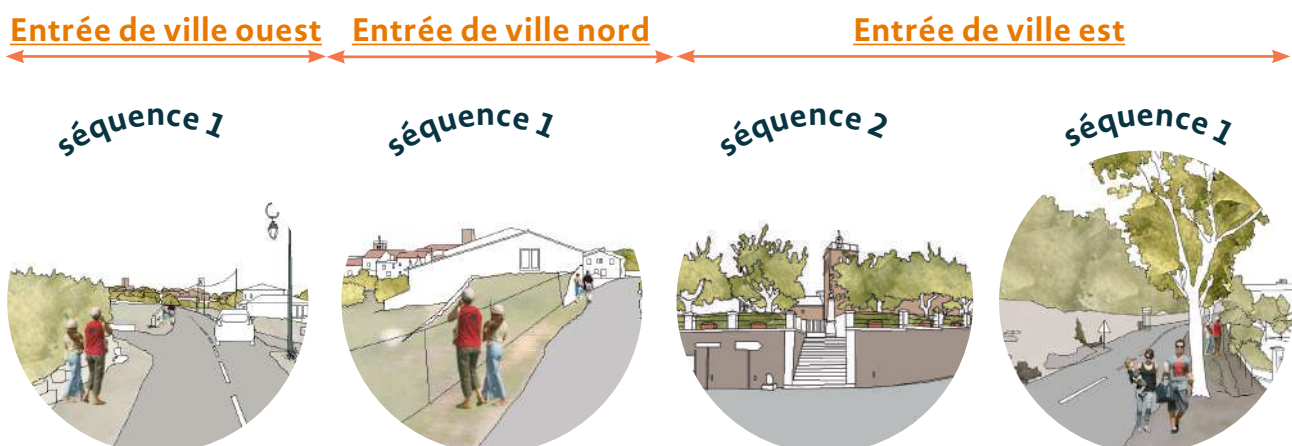 Entrée de ville ouest
Entrée de ville nord
Entrée de ville est
séquence 1
séquence 1
séquence 2
séquence 1